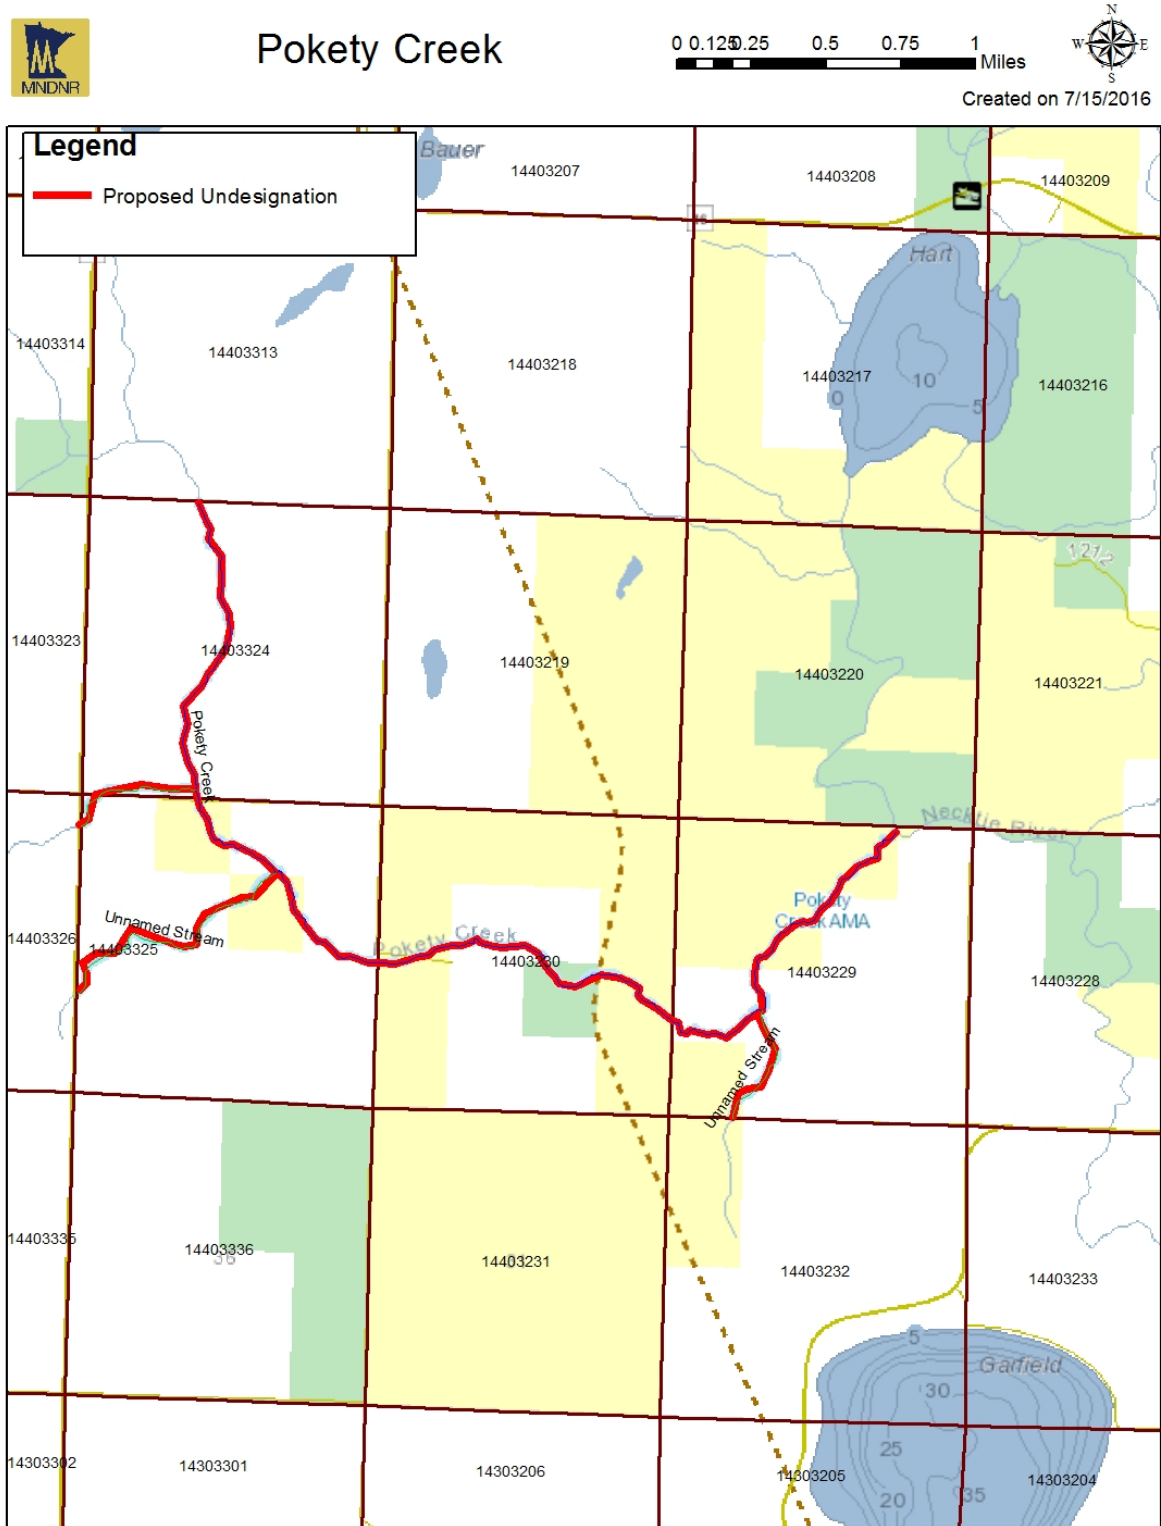 MNDNR
Pokety Creek
0 0.125 0.25 0.5 0.75 1
Miles
N
W E
S
Created on 7/15/2016
Legend
Proposed Undesignation
Bauer
14403207
14403208
14403209
Hart
14403314
14403313
14403218
14403217
10
0
5
14403216
1212
14403323
14403324
14403219
14403220
14403221
Pokety Creek
Necktie River
Pokety
Creek AMA
Unnamed Stream
14403326
14403325
Pokety Creek
14403230
14403229
14403228
Unnamed Stream
14403335
14403336
36
14403231
14403232
14403233
5
Garfield
30
25
20
35
14303302
14303301
14303206
14303205
14303204